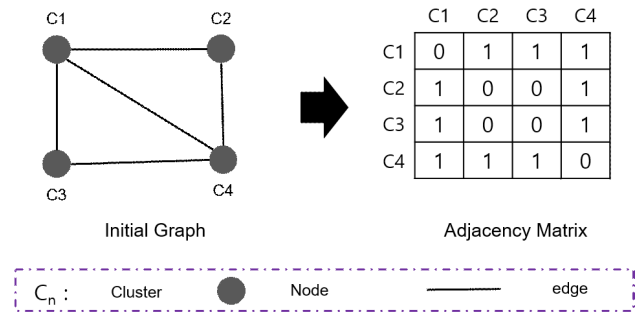 C1 C2
C3 C4
Initial Graph
C1 C2 C3 C4
C1 0 1 1 1
C2 1 0 0 1
C3 1 0 0 1
C4 1 1 1 0
Adjacency Matrix
Cn : Cluster Node edge